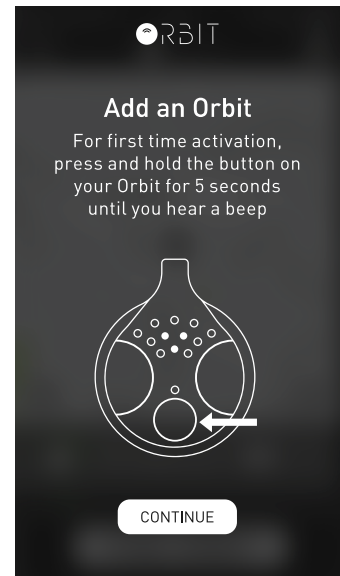 ORBIT
Add an Orbit
For first time activation,
press and hold the button on
your Orbit for 5 seconds
until you hear a beep
CONTINUE